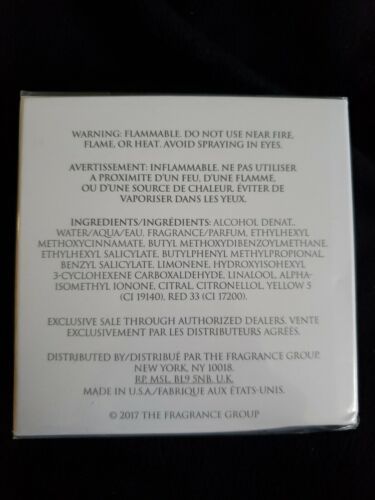 WARNING: FLAMMABLE. DO NOT USE NEAR FIRE,
FLAME, OR HEAT. AVOID SPRAYING IN EYES.
AVERTISSEMENT: INFLAMMABLE. NE PAS UTILISER
A PROXIMITE D'UN FEU, D'UNE FLAMME,
OU D'UNE SOURCE DE CHALEUR. ÉVITER DE
VAPORISER DANS LES YEUX.
INGREDIENTS/INGRÉDIENTS: ALCOHOL DENAT.,
WATER/AQUA/EAU, FRAGRANCE/PARFUM, ETHYLHEXYL
METHOXYCINNAMATE, BUTYL METHOXYDIBENZOYLMETHANE,
ETHYLHEXYL SALICYLATE, BUTYLPHENYL METHYLPROPIONAL,
BENZYL SALICYLATE, LIMONENE, HYDROXYISOHEXYL
3-CYCLOHEXENE CARBOXALDEHYDE, LINALOOL, ALPHA-
ISOMETHYL IONONE, CITRAL, CITRONELLOL, YELLOW 5
(CI 19140), RED 33 (CI 17200).
EXCLUSIVE SALE THROUGH AUTHORIZED DEALERS. VENTE
EXCLUSIVEMENT PAR LES DISTRIBUTEURS AGREÉS.
DISTRIBUTED BY/DISTRIBUÉ PAR THE FRAGRANCE GROUP,
NEW YORK, NY 10018.
RP, MSL, BL9 5NB, U.K.
MADE IN U.S.A./FABRIQUE AUX ÉTATS-UNIS.
© 2017 THE FRAGRANCE GROUP